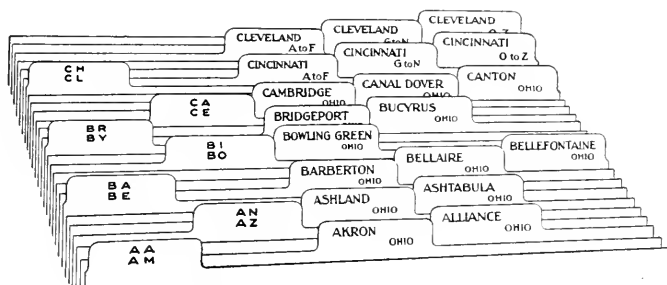 CLEVELAND
CLEVELAND
G to N
CLEVELAND
A to F
CINCINNATI
O to Z
CINCINNATI
G to N
CINCINNATI
A to F
CH
CL
CANTON
OHIO
CANAL DOVER
OHIO
CAMBRIDGE
OHIO
CA
CE
BUCYRUS
OHIO
BRIDGEPORT
BR
BY
BOWLING GREEN
OHIO
BI
BO
BELLEFONTAINE
OHIO
BELLAIRE
OHIO
BARBERTON
OHIO
BA
BE
ASHTABULA
OHIO
ASHLAND
OHIO
AN
AZ
ALLIANCE
OHIO
AKRON
OHIO
AA
AM